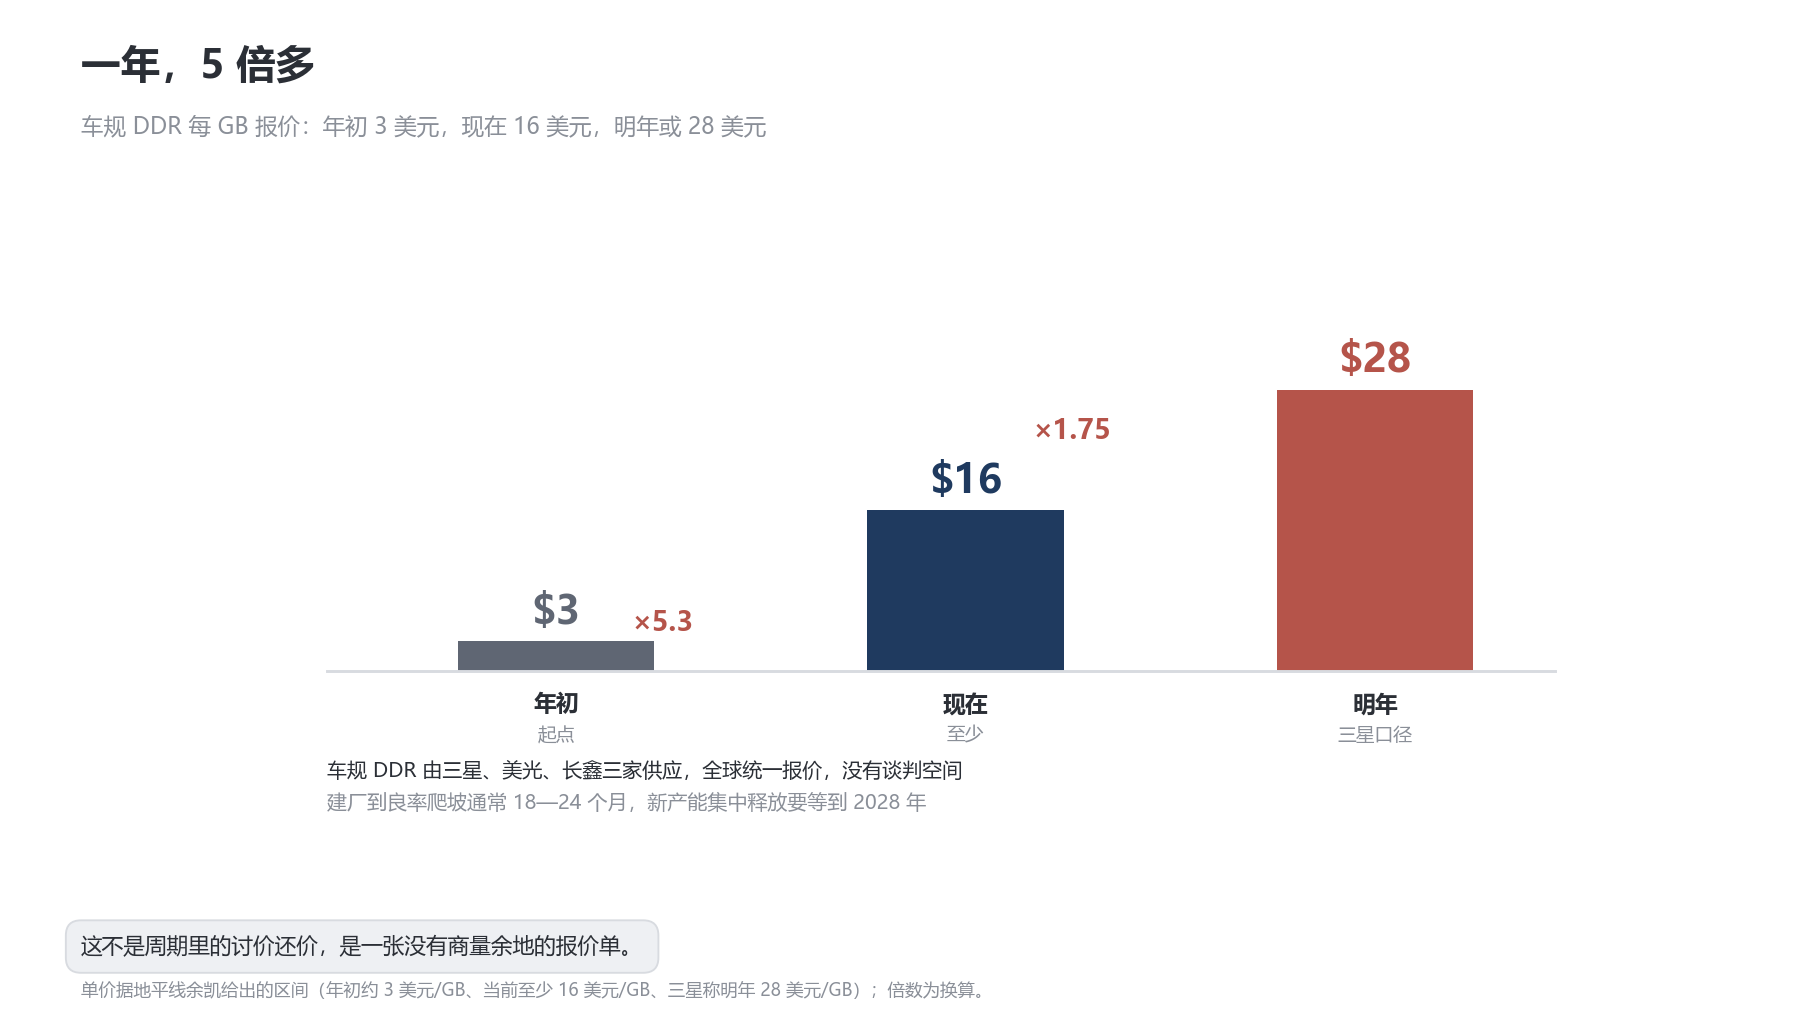 一年，5 倍多
车规 DDR 每 GB 报价：年初 3 美元，现在 16 美元，明年或 28 美元
$28
×1.75
$16
$3
×5.3
年初
现在
明年
起点
至少
三星口径
车规 DDR 由三星、美光、长鑫三家供应，全球统一报价，没有谈判空间
建厂到良率爬坡通常 18—24 个月，新产能集中释放要等到 2028 年
这不是周期里的讨价还价，是一张没有商量余地的报价单。
单价据地平线余凯给出的区间（年初约 3 美元/GB、当前至少 16 美元/GB、三星称明年 28 美元/GB）；倍数为换算。